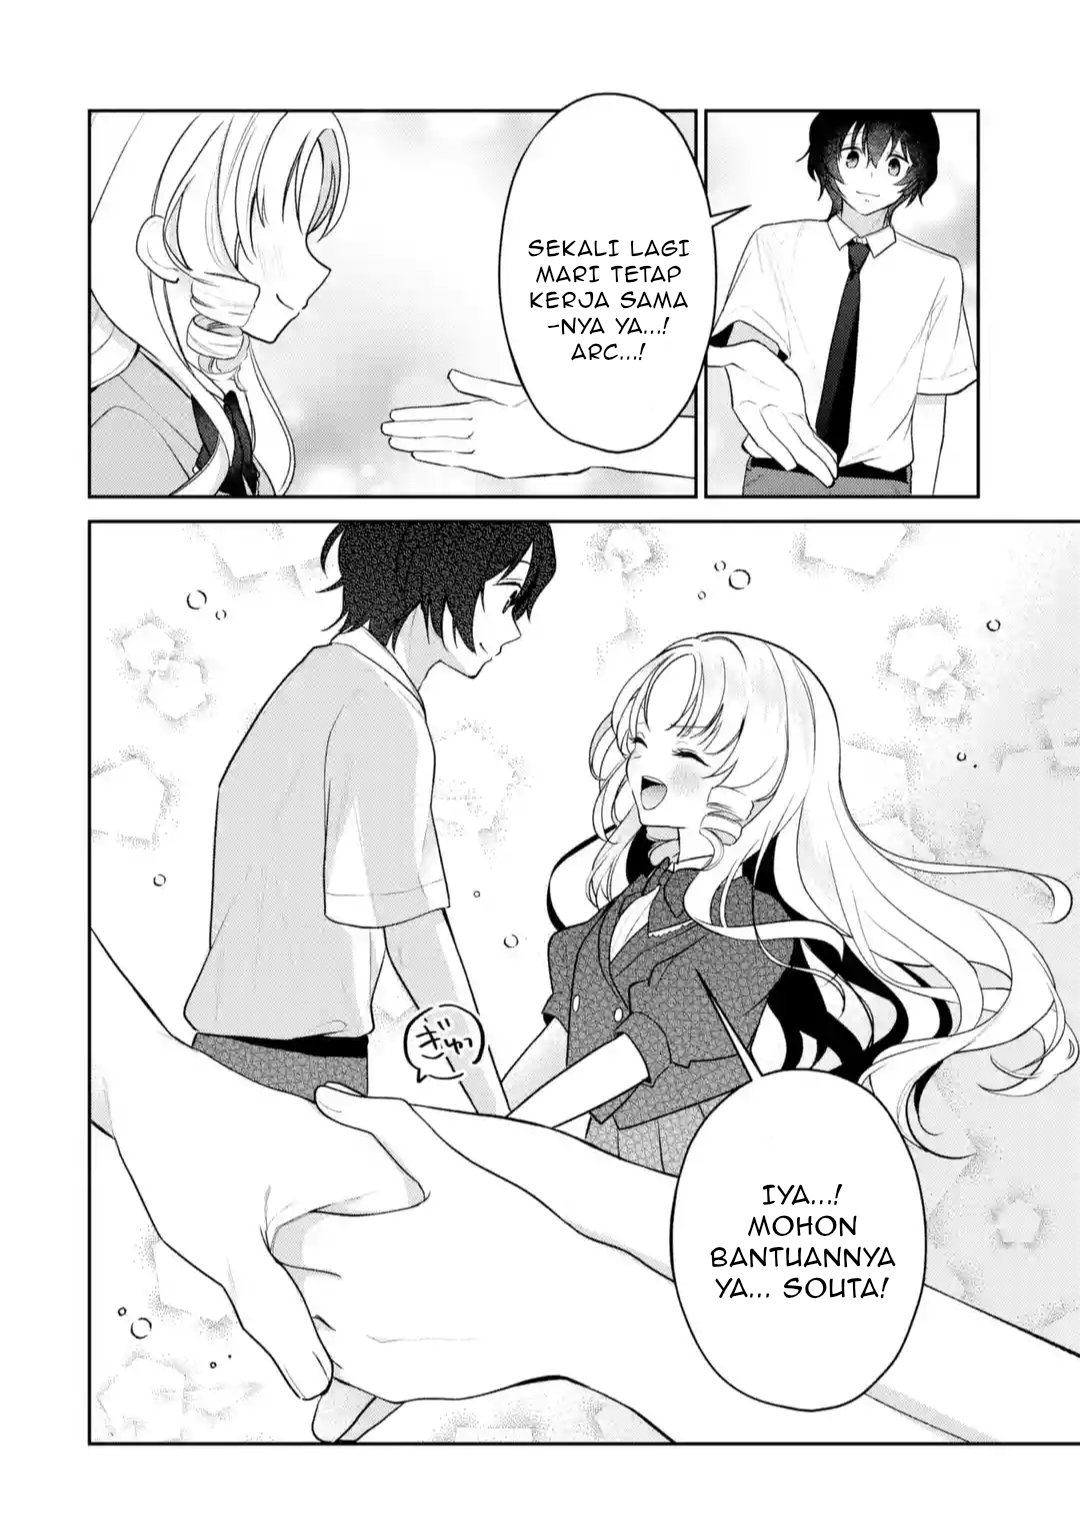 SEKALI LAGI
MARI TETAP
KERJA SAMA
-NYA YA...!
ARC...!
ぎゅっ
IYA...!
MOHON
BANTUANNYA
YA... SOUTA!